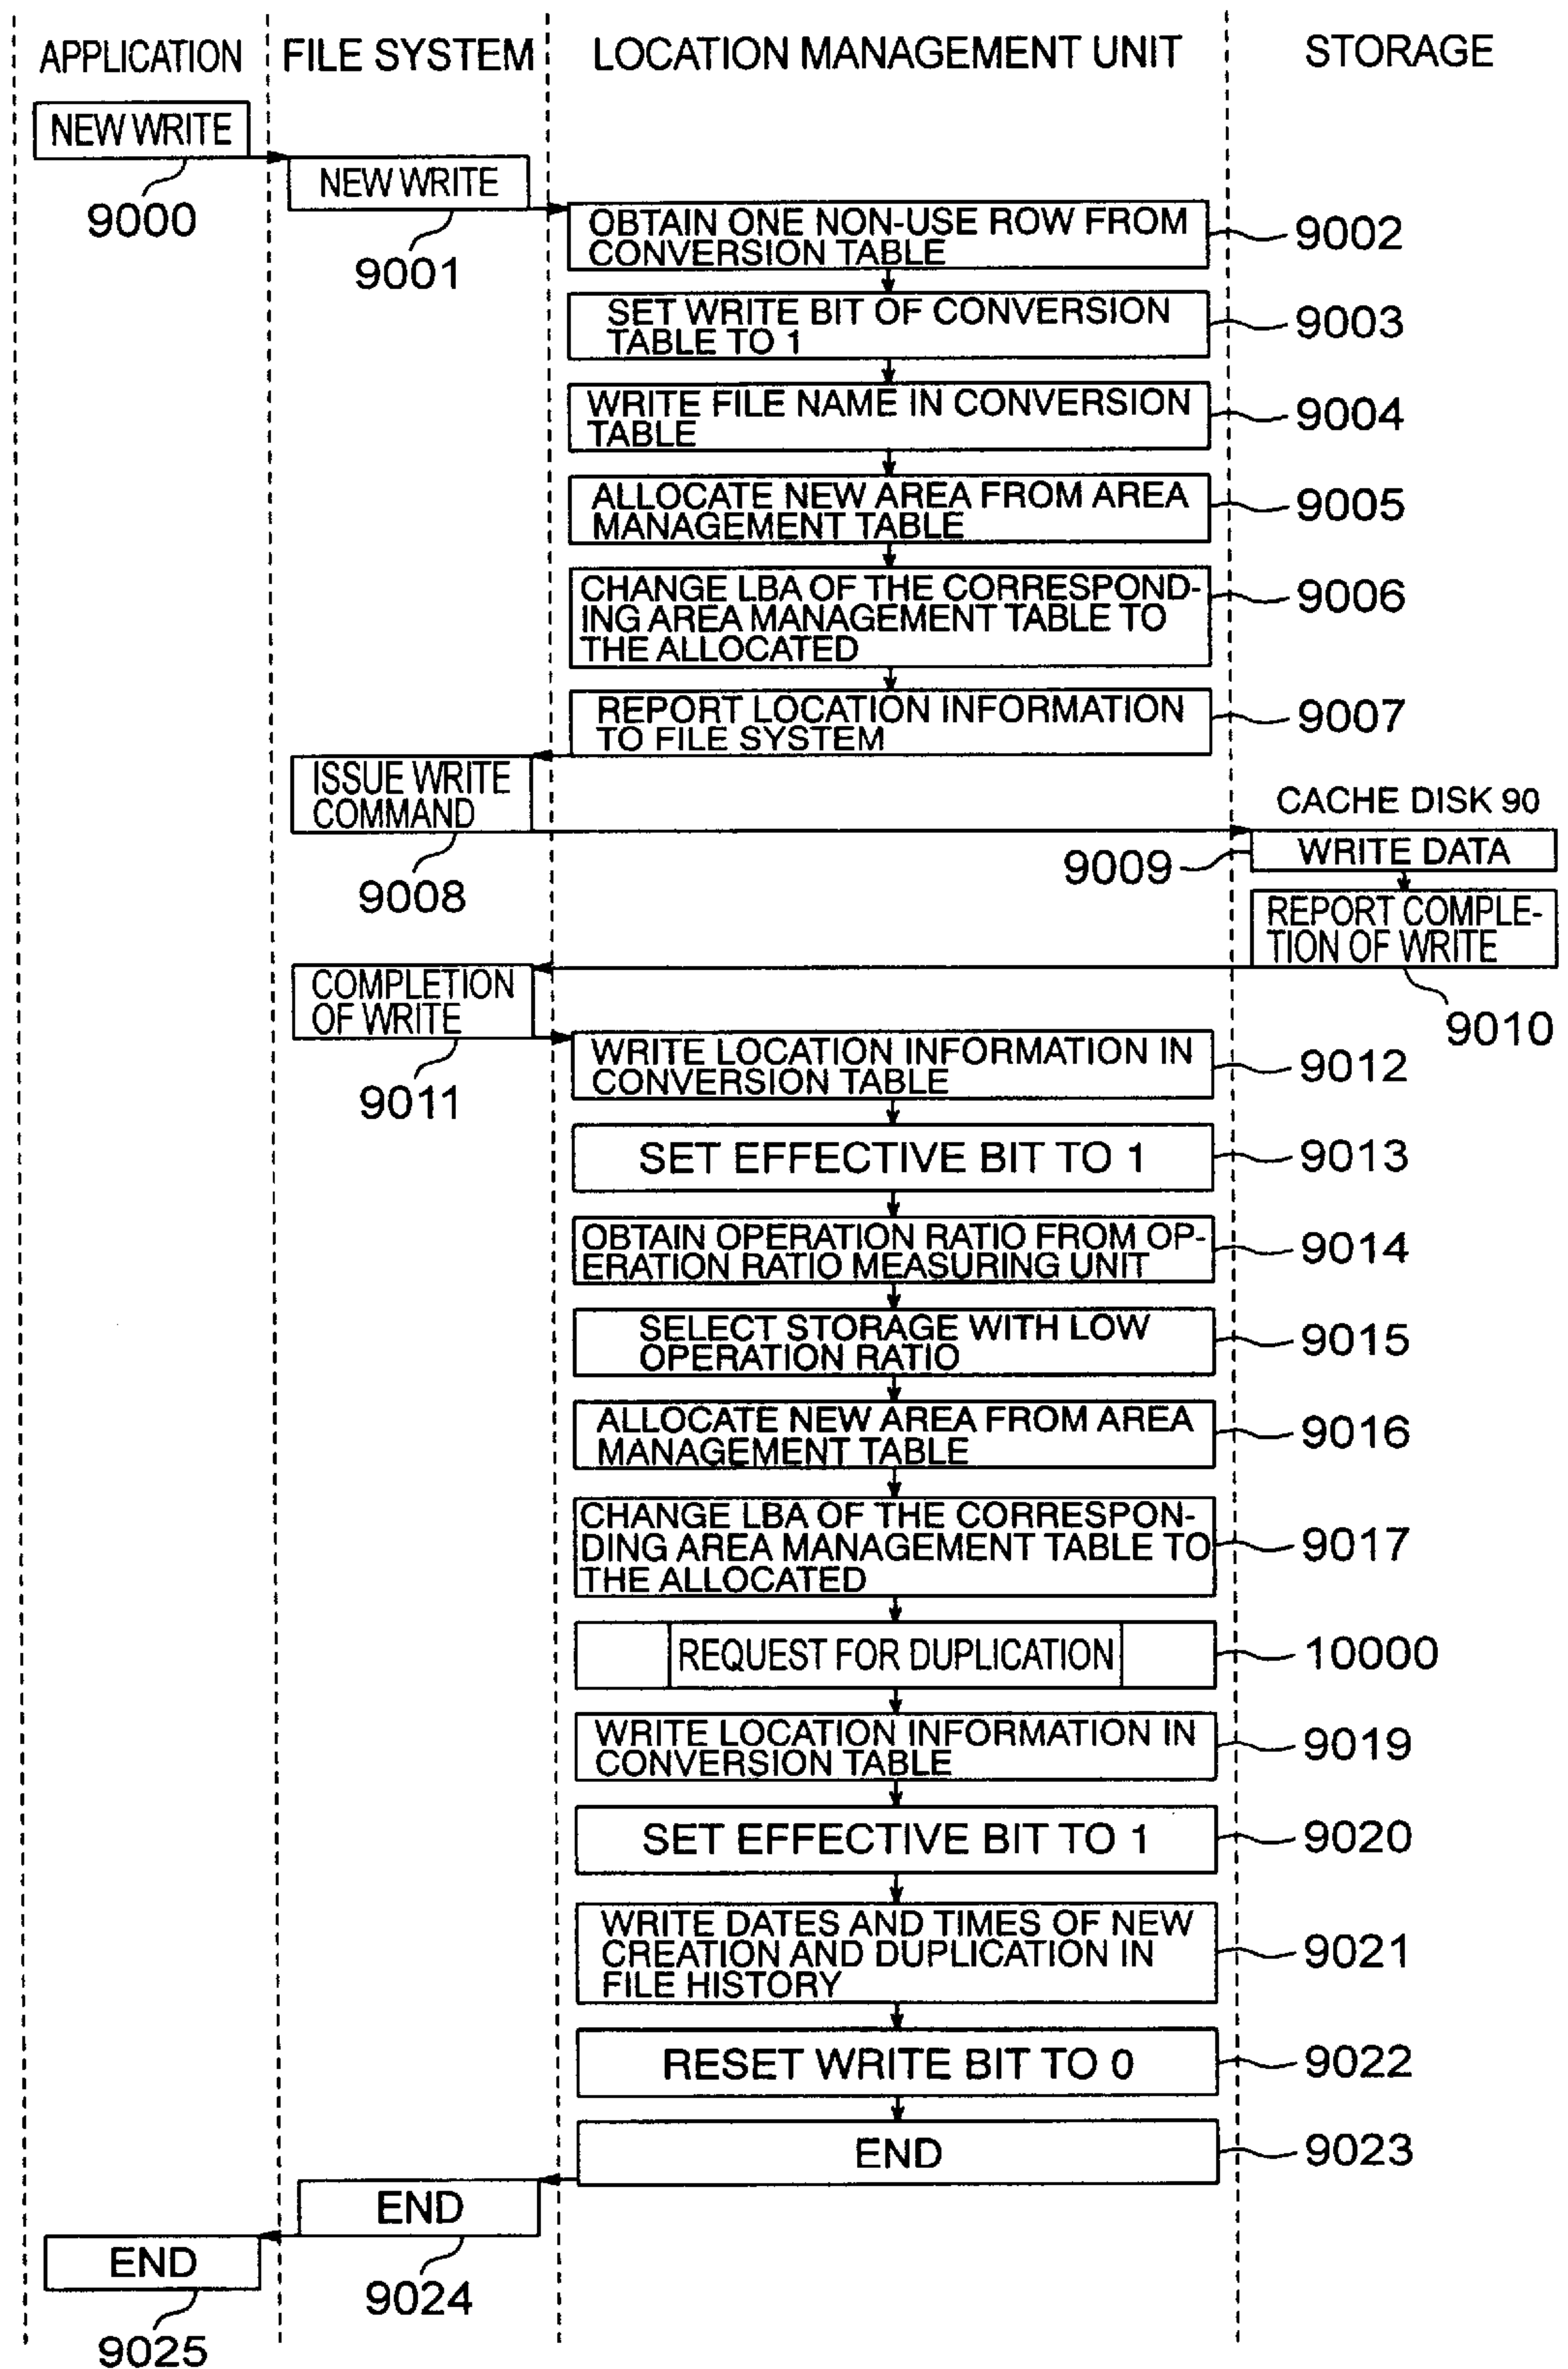 APPLICATION
FILE SYSTEM
LOCATION MANAGEMENT UNIT
STORAGE
NEW WRITE
9000
NEW WRITE
9001
OBTAIN ONE NON-USE ROW FROM
CONVERSION TABLE
9002
SET WRITE BIT OF CONVERSION
TABLE TO 1
9003
WRITE FILE NAME IN CONVERSION
TABLE
9004
ALLOCATE NEW AREA FROM AREA
MANAGEMENT TABLE
9005
CHANGE LBA OF THE CORRESPOND-
ING AREA MANAGEMENT TABLE TO
THE ALLOCATED
9006
REPORT LOCATION INFORMATION
TO FILE SYSTEM
9007
ISSUE WRITE
COMMAND
9008
CACHE DISK 90
WRITE DATA
9009
REPORT COMPLE-
TION OF WRITE
9010
COMPLETION
OF WRITE
9011
WRITE LOCATION INFORMATION IN
CONVERSION TABLE
9012
SET EFFECTIVE BIT TO 1
9013
OBTAIN OPERATION RATIO FROM OP-
ERATION RATIO MEASURING UNIT
9014
SELECT STORAGE WITH LOW
OPERATION RATIO
9015
ALLOCATE NEW AREA FROM AREA
MANAGEMENT TABLE
9016
CHANGE LBA OF THE CORRESPON-
DING AREA MANAGEMENT TABLE TO
THE ALLOCATED
9017
REQUEST FOR DUPLICATION
10000
WRITE LOCATION INFORMATION IN
CONVERSION TABLE
9019
SET EFFECTIVE BIT TO 1
9020
WRITE DATES AND TIMES OF NEW
CREATION AND DUPLICATION IN
FILE HISTORY
9021
RESET WRITE BIT TO 0
9022
END
9023
END
9024
END
9025